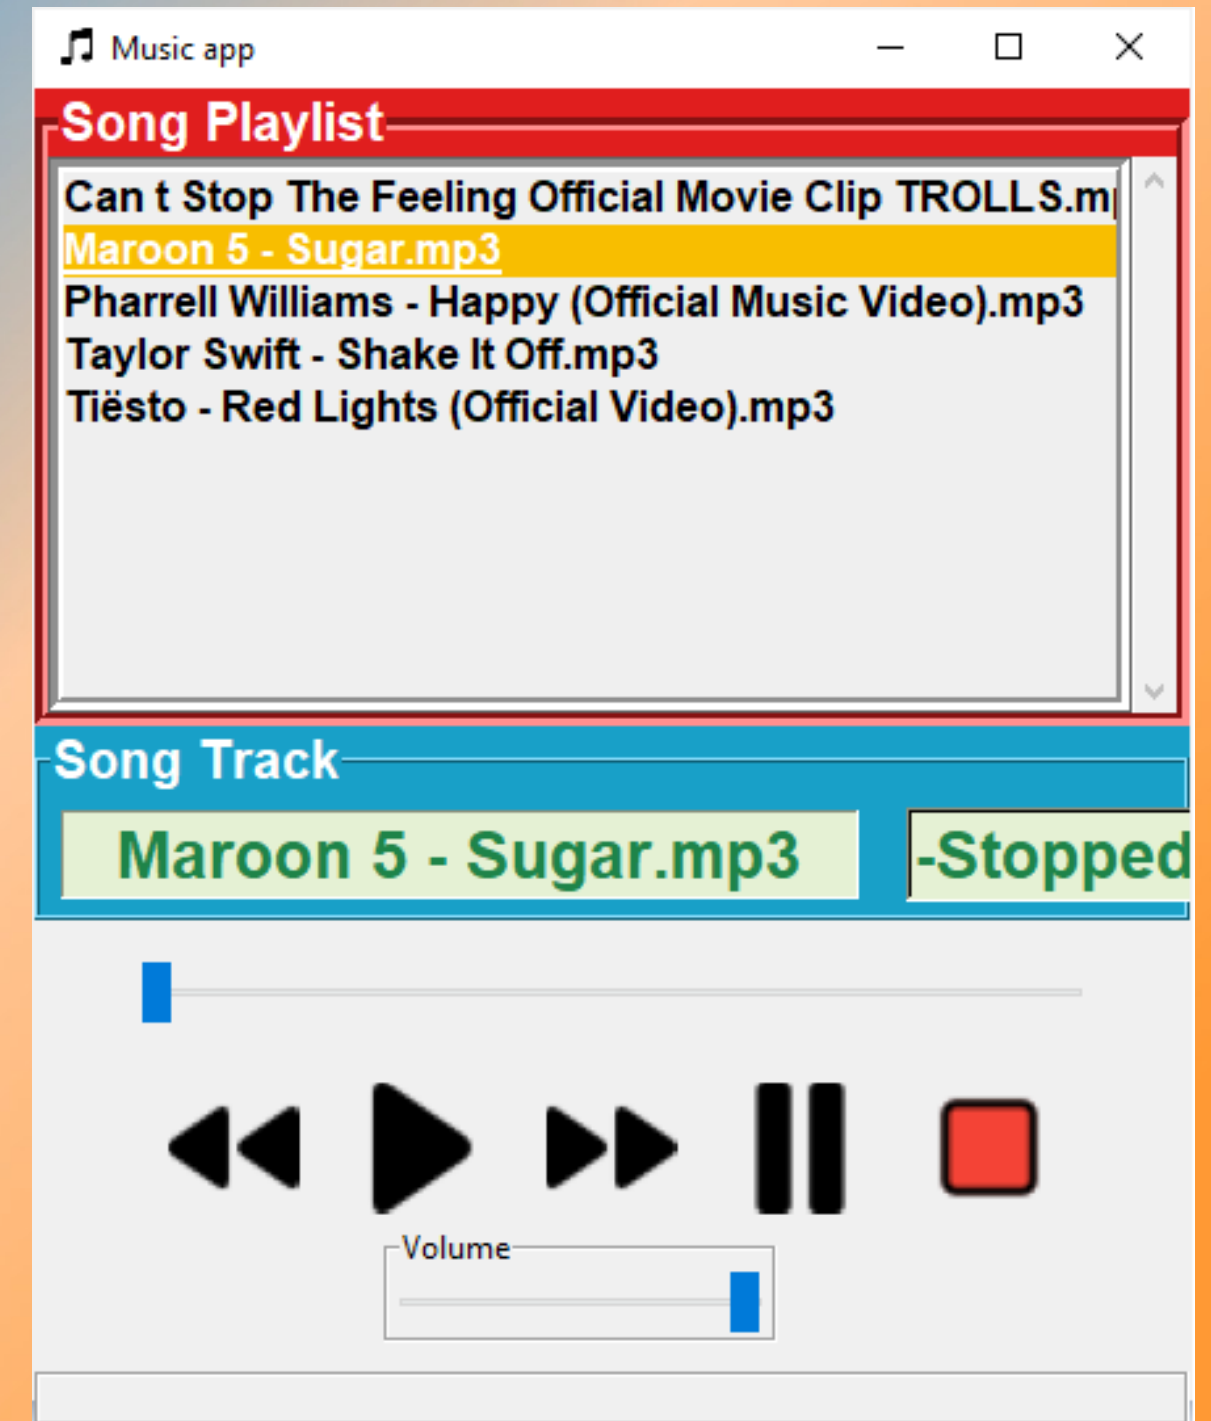 Music app
Song Playlist
Can t Stop The Feeling Official Movie Clip TROLLS.mp
Maroon 5 - Sugar.mp3
Pharrell Williams - Happy (Official Music Video).mp3
Taylor Swift - Shake It Off.mp3
Tiësto - Red Lights (Official Video).mp3
Song Track
Maroon 5 - Sugar.mp3 -Stopped
Volume